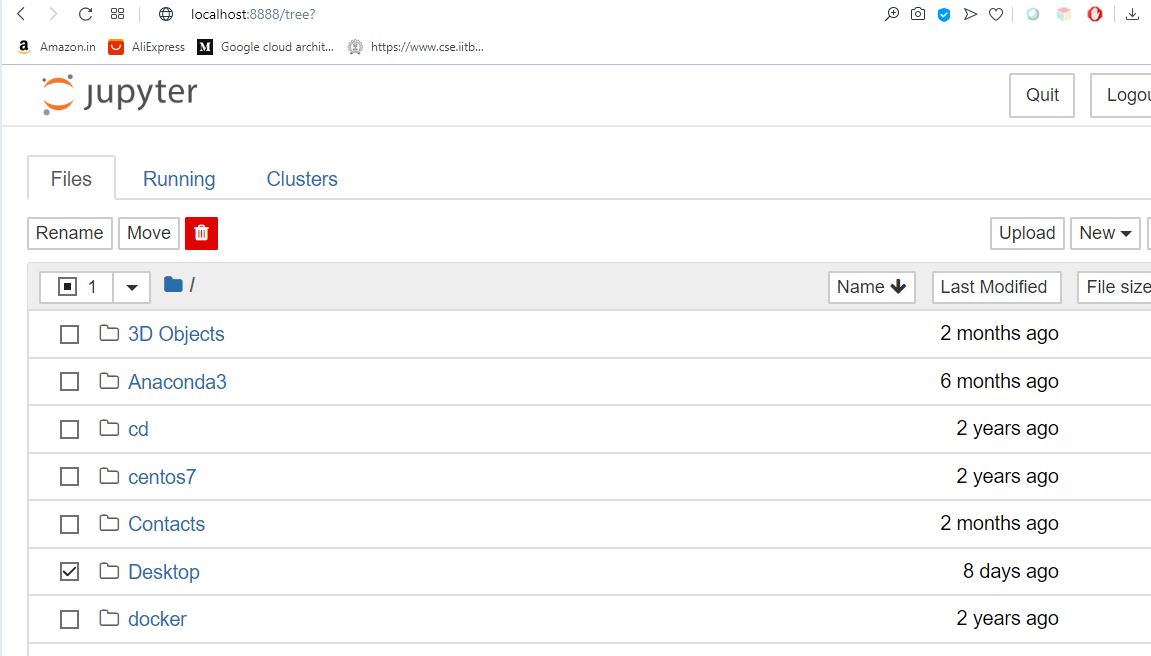 localhost:8888/tree?
Amazon.in AliExpress Google cloud archit... https://www.cse.iitb...
jupyter Quit Logou
Files Running Clusters
Rename Move Upload New
1 / Name Last Modified File size
3D Objects 2 months ago
Anaconda3 6 months ago
cd 2 years ago
centos7 2 years ago
Contacts 2 months ago
Desktop 8 days ago
docker 2 years ago